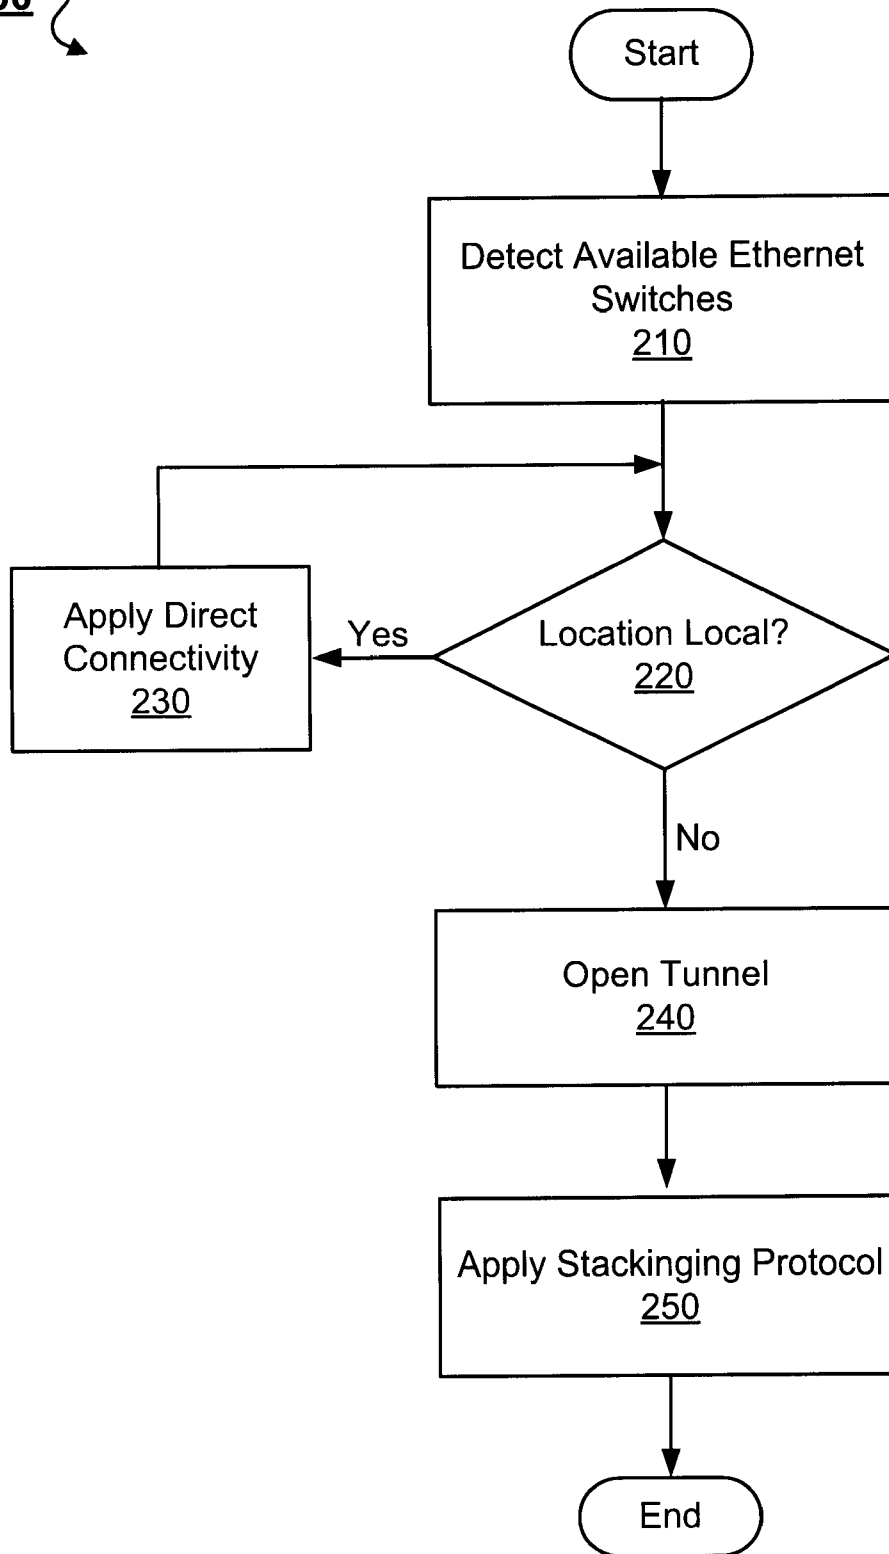 Start
Detect Available Ethernet
Switches
210
Apply Direct
Connectivity
230
Yes
Location Local?
220
No
Open Tunnel
240
Apply Stackinging Protocol
250
End